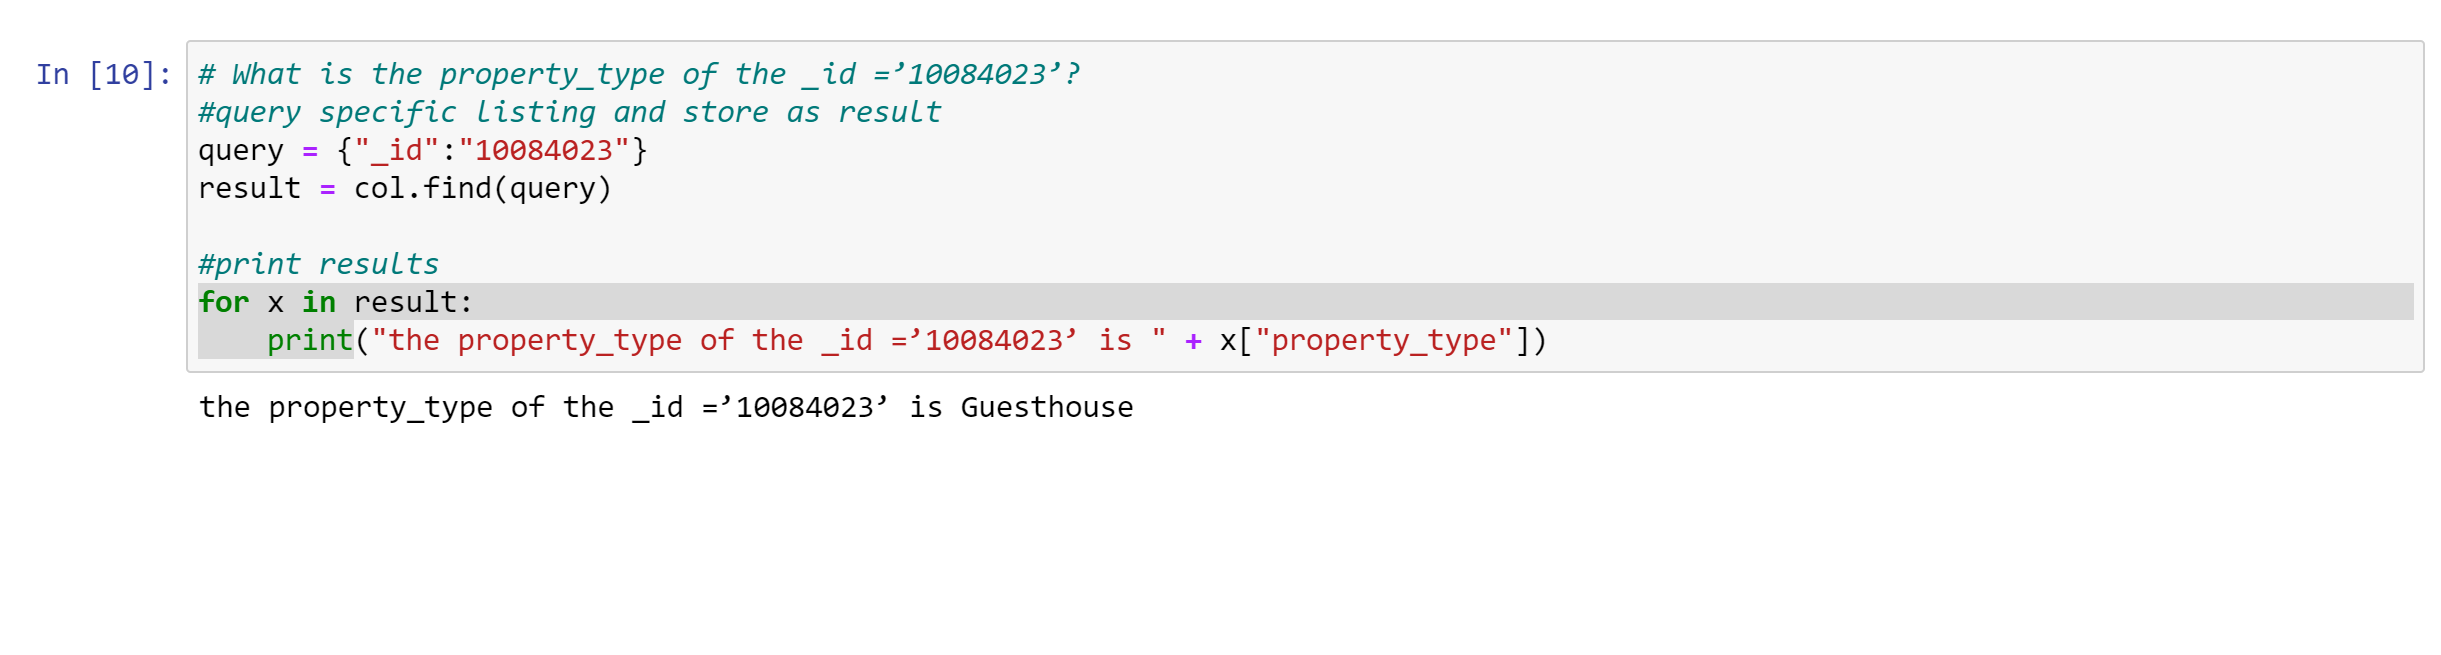 In [10]:
# What is the property_type of the _id =’10084023’?
#query specific listing and store as result
query = {"_id":"10084023"}
result = col.find(query)

#print results
for x in result:
    print("the property_type of the _id =’10084023’ is " + x["property_type"])
the property_type of the _id =’10084023’ is Guesthouse